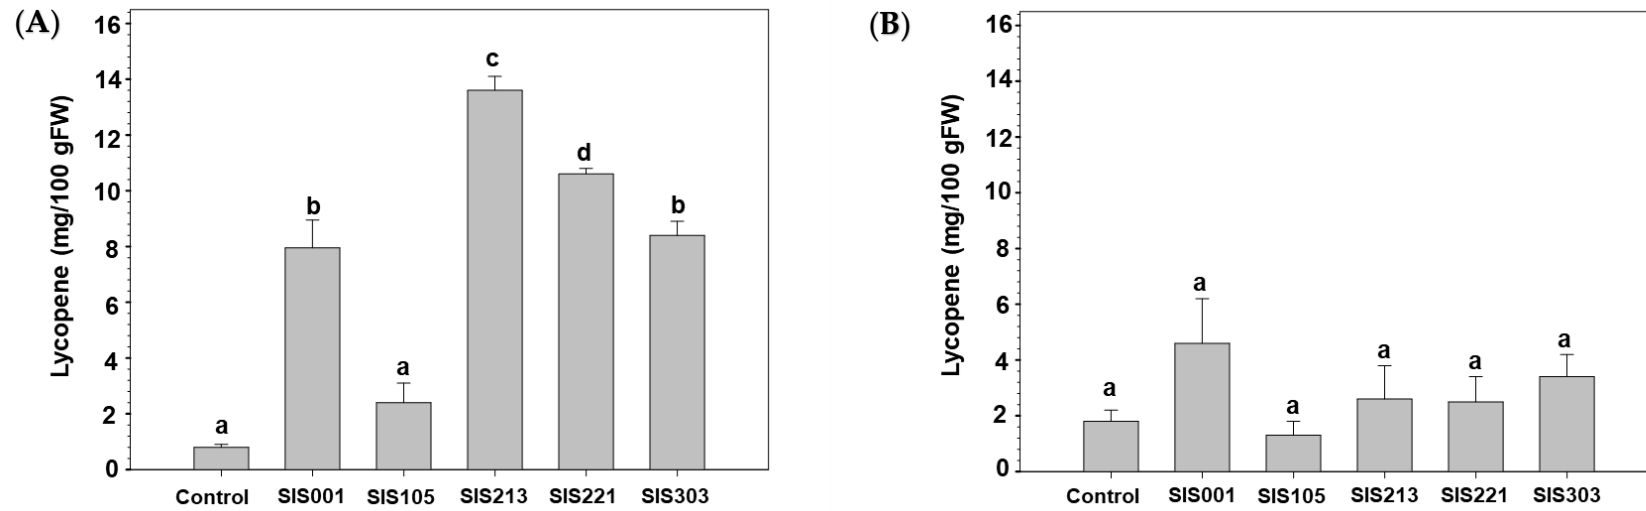 (A)
Lycopene (mg/100 gFW)
16
14
12
10
8
6
4
2
0
a
b
a
c
d
b
Control SIS001 SIS105 SIS213 SIS221 SIS303
(B)
Lycopene (mg/100 gFW)
16
14
12
10
8
6
4
2
0
a
a
a
a
a
a
Control SIS001 SIS105 SIS213 SIS221 SIS303